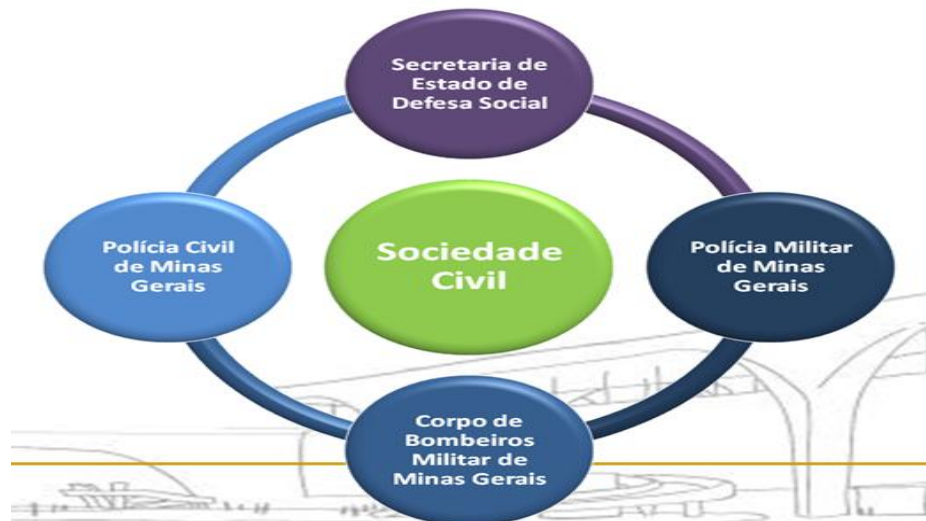 Secretaria de
Estado de
Defesa Social
Polícia Civil
de Minas
Gerais
Sociedade
Civil
Polícia Militar
de Minas
Gerais
Corpo de
Bombeiros
Militar de
Minas Gerais